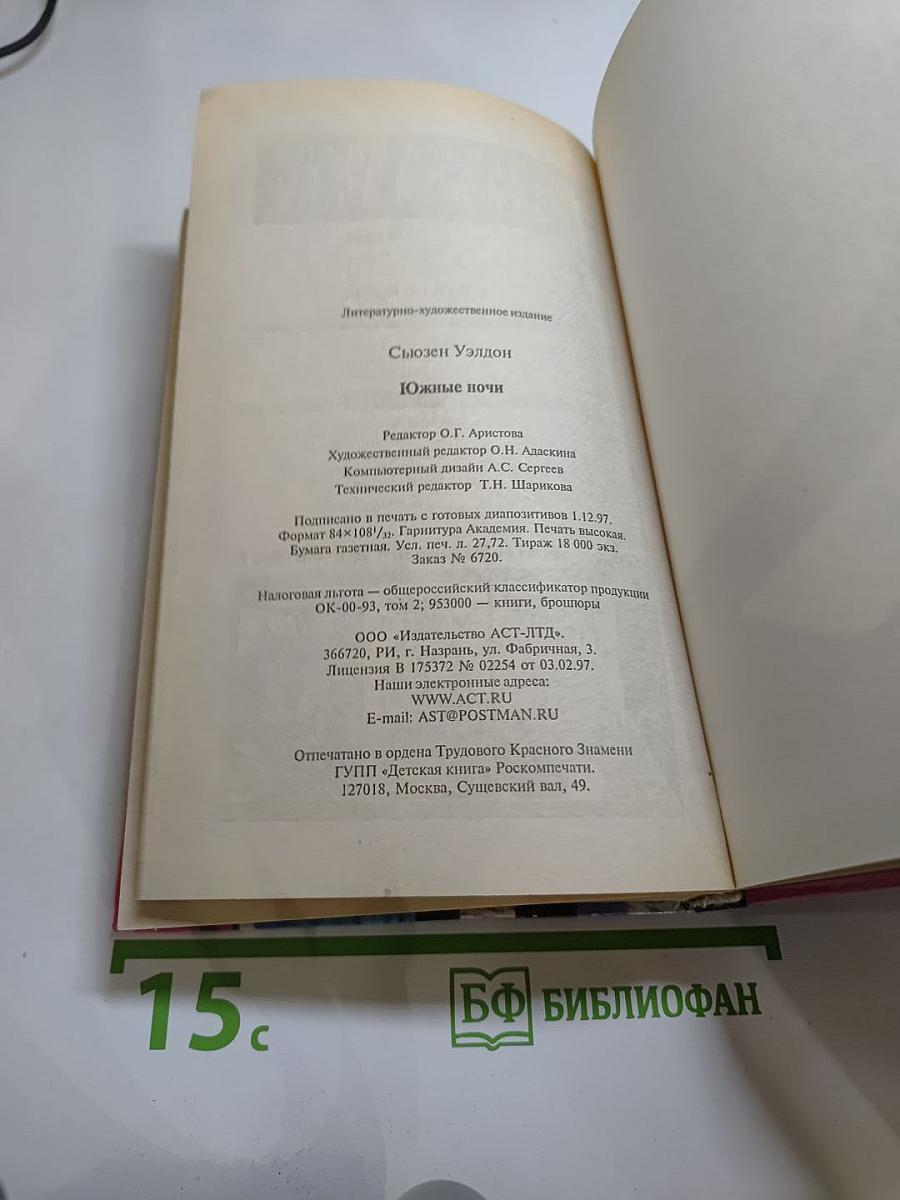 Литературно-художественное издание
Сьюзен Уэлдон
Южные ночи
Редактор О.Г. Аристова
Художественный редактор О.Н. Адаскина
Компьютерный дизайн А.С. Сергеев
Технический редактор Т.Н. Шарикова
Подписано в печать с готовых диапозитивов 1.12.97.
Формат 84×108¹/₃₂. Гарнитура Академия. Печать высокая.
Бумага газетная. Усл. печ. л. 27,72. Тираж 18 000 экз.
Заказ № 6720.
Налоговая льгота — общероссийский классификатор продукции
ОК-00-93, том 2; 953000 — книги, брошюры
ООО «Издательство АСТ-ЛТД».
366720, РИ, г. Назрань, ул. Фабричная, 3.
Лицензия В 175372 № 02254 от 03.02.97.
Наши электронные адреса:
WWW.AST.RU
E-mail: AST@POSTMAN.RU
Отпечатано в ордена Трудового Красного Знамени
ГУПП «Детская книга» Роскомпечати.
127018, Москва, Сущевский вал, 49.
15 с
БФ БИБЛИОФАН